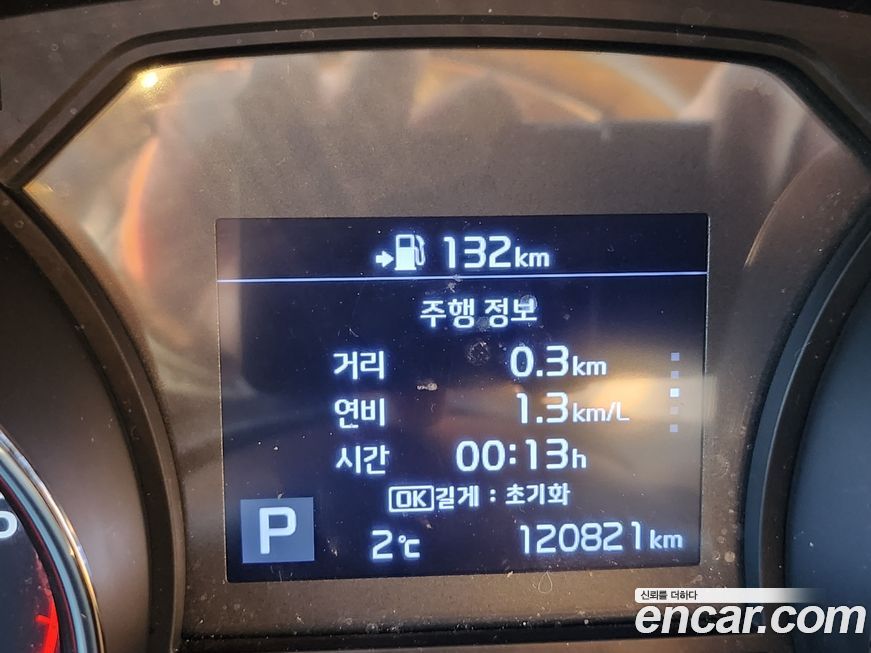 132km
주행 정보
거리 0.3km
연비 1.3km/L
시간 00:13h
OK길게 : 초기화
P 2℃ 120821km
신뢰를 더하다
encar.com